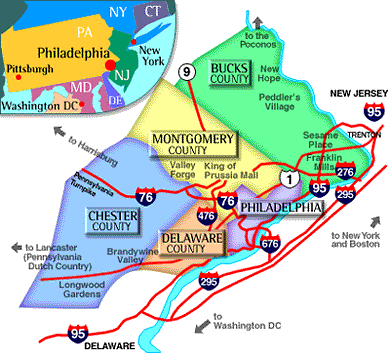 NY
CT
PA
Philadelphia
New
York
Pittsburgh
NJ
MD
DE
Washington DC
to the
Poconos
9
BUCKS
COUNTY
New
Hope
Peddler's
Village
NEW JERSEY
95
TRENTON
to Harrisburg
MONTGOMERY
COUNTY
Sesame
Place
Franklin
Mills
276
Valley
Forge
King of
Prussia Mall
1
95
295
Pennsylvania
Turnpike
76
76
476
PHILADELPHIA
CHESTER
COUNTY
DELAWARE
COUNTY
676
to New York
and Boston
to Lancaster
(Pennsylvania
Dutch Country)
Brandywine
Valley
Longwood
Gardens
295
to
Washington DC
95
DELAWARE